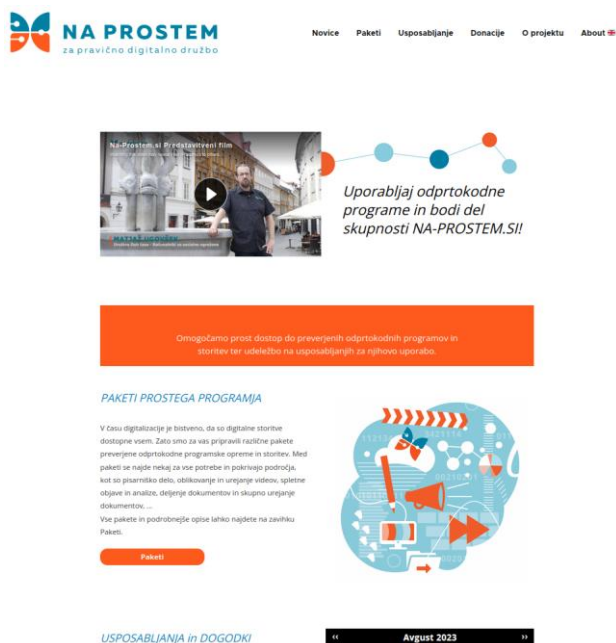 NA PROSTEM
za pravično digitalno družbo
Novice Paketi Usposabljanje Donacije O projektu About
Na-Prostem.si Predstavitveni film
Uporabljaj odprtokodne
programe in bodi del
skupnosti NA-PROSTEM.SI!
Omogočamo prost dostop do preverjenih odprtokodnih programov in
storitev ter udeležbo na usposabljanjih za njihovo uporabo.
PAKETI PROSTEGA PROGRAMJA
V času digitalizacije je bistveno, da so digitalne storitve
dostopne vsem. Zato smo za vas pripravili različne pakete
preverjene odprtokodne programske opreme in storitev. Med
paketi se najde nekaj za vse potrebe in pokrivajo področja,
kot so pisarniško delo, oblikovanje in urejanje videov, spletne
objave in analize, deljenje dokumentov in skupno urejanje
dokumentov, ...
Vse pakete in podrobnejše opise lahko najdete na zavihku
Paketi.
Paketi
USPOSABLJANJA in DOGODKI
‹‹ Avgust 2023 ››